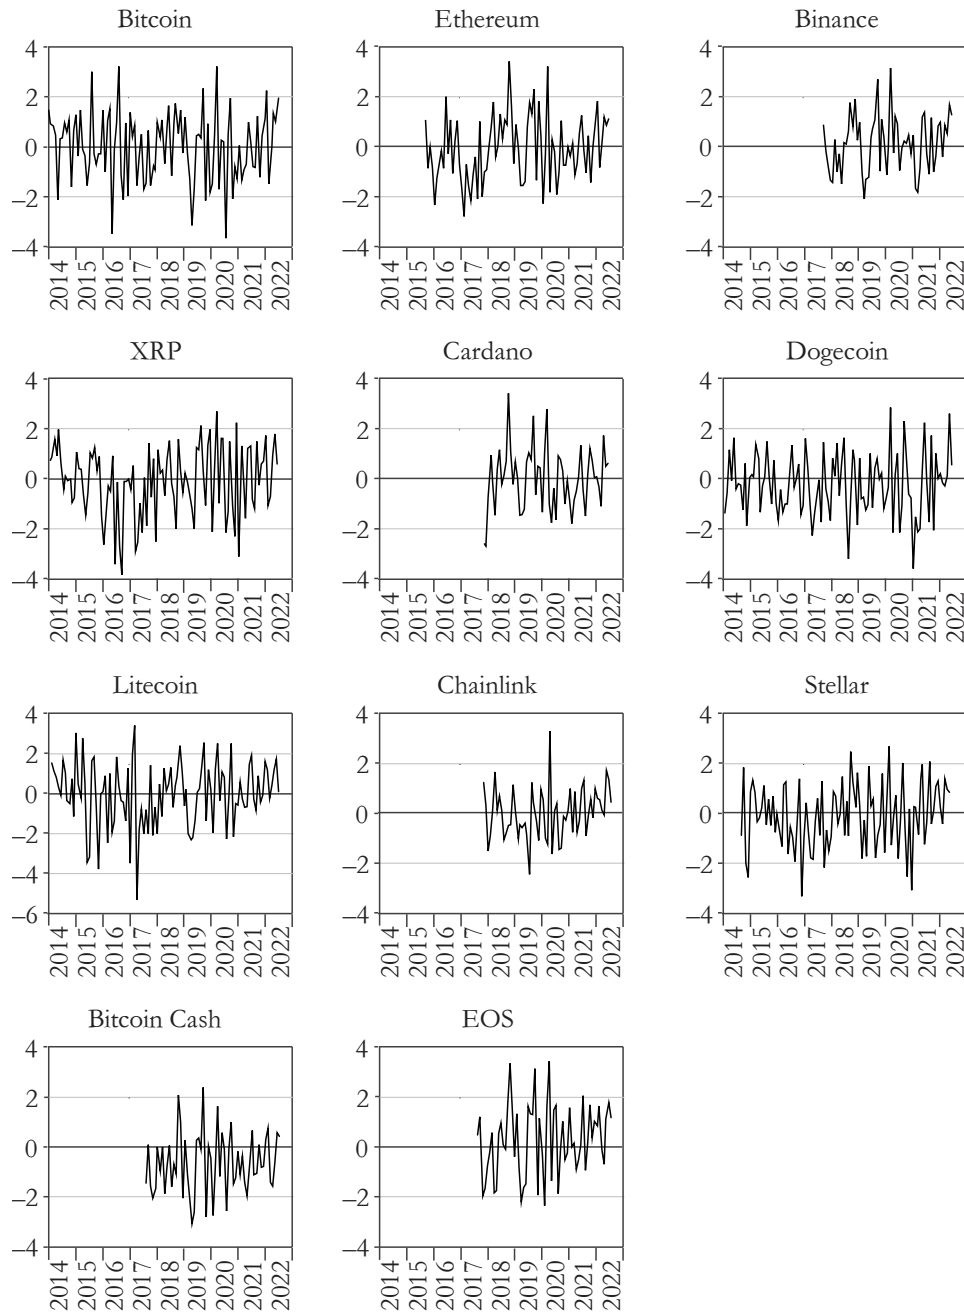 Bitcoin Ethereum Binance
4 4 4
2 2 2
0 0 0
–2 –2 –2
–4 –4 –4
2014 2015 2016 2017 2018 2019 2020 2021 2022 2014 2015 2016 2017 2018 2019 2020 2021 2022 2014 2015 2016 2017 2018 2019 2020 2021 2022
XRP Cardano Dogecoin
4 4 4
2 2 2
0 0 0
–2 –2 –2
–4 –4 –4
2014 2015 2016 2017 2018 2019 2020 2021 2022 2014 2015 2016 2017 2018 2019 2020 2021 2022 2014 2015 2016 2017 2018 2019 2020 2021 2022
Litecoin Chainlink Stellar
4 4 4
2 2 2
0 0 0
–2 –2 –2
–4 –4 –4
–6
2014 2015 2016 2017 2018 2019 2020 2021 2022 2014 2015 2016 2017 2018 2019 2020 2021 2022 2014 2015 2016 2017 2018 2019 2020 2021 2022
Bitcoin Cash EOS
4 4
2 2
0 0
–2 –2
–4 –4
2014 2015 2016 2017 2018 2019 2020 2021 2022 2014 2015 2016 2017 2018 2019 2020 2021 2022